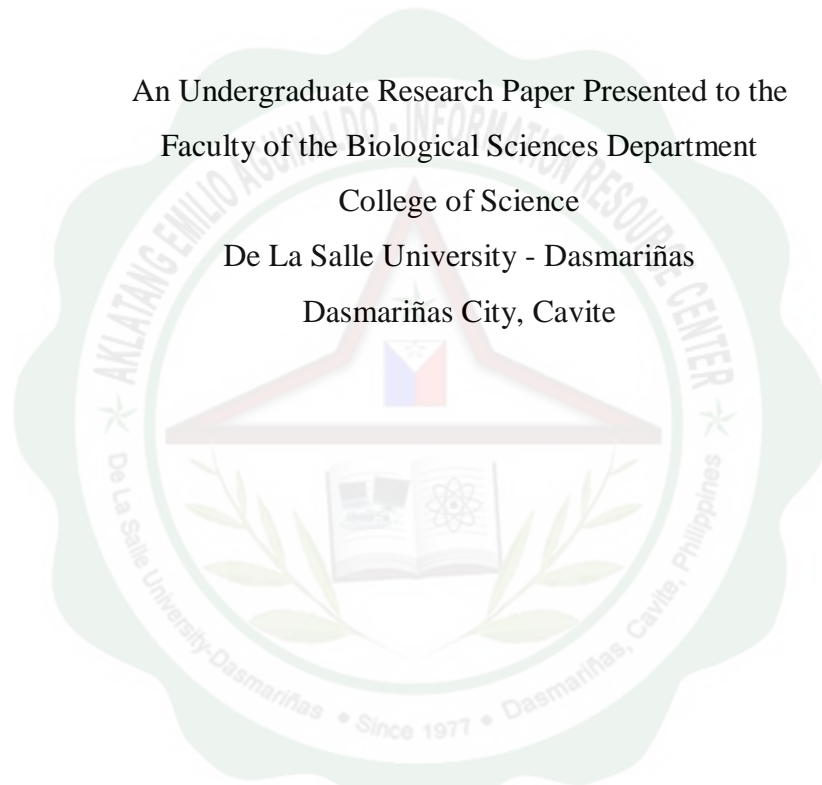 An Undergraduate Research Paper Presented to the
Faculty of the Biological Sciences Department
College of Science
De La Salle University - Dasmariñas
Dasmariñas City, Cavite
AKLATANG EMILIO AGUINALDO - INFORMATION RESOURCE CENTER
De La Salle University-Dasmariñas • Since 1977 • Dasmariñas, Cavite, Philippines